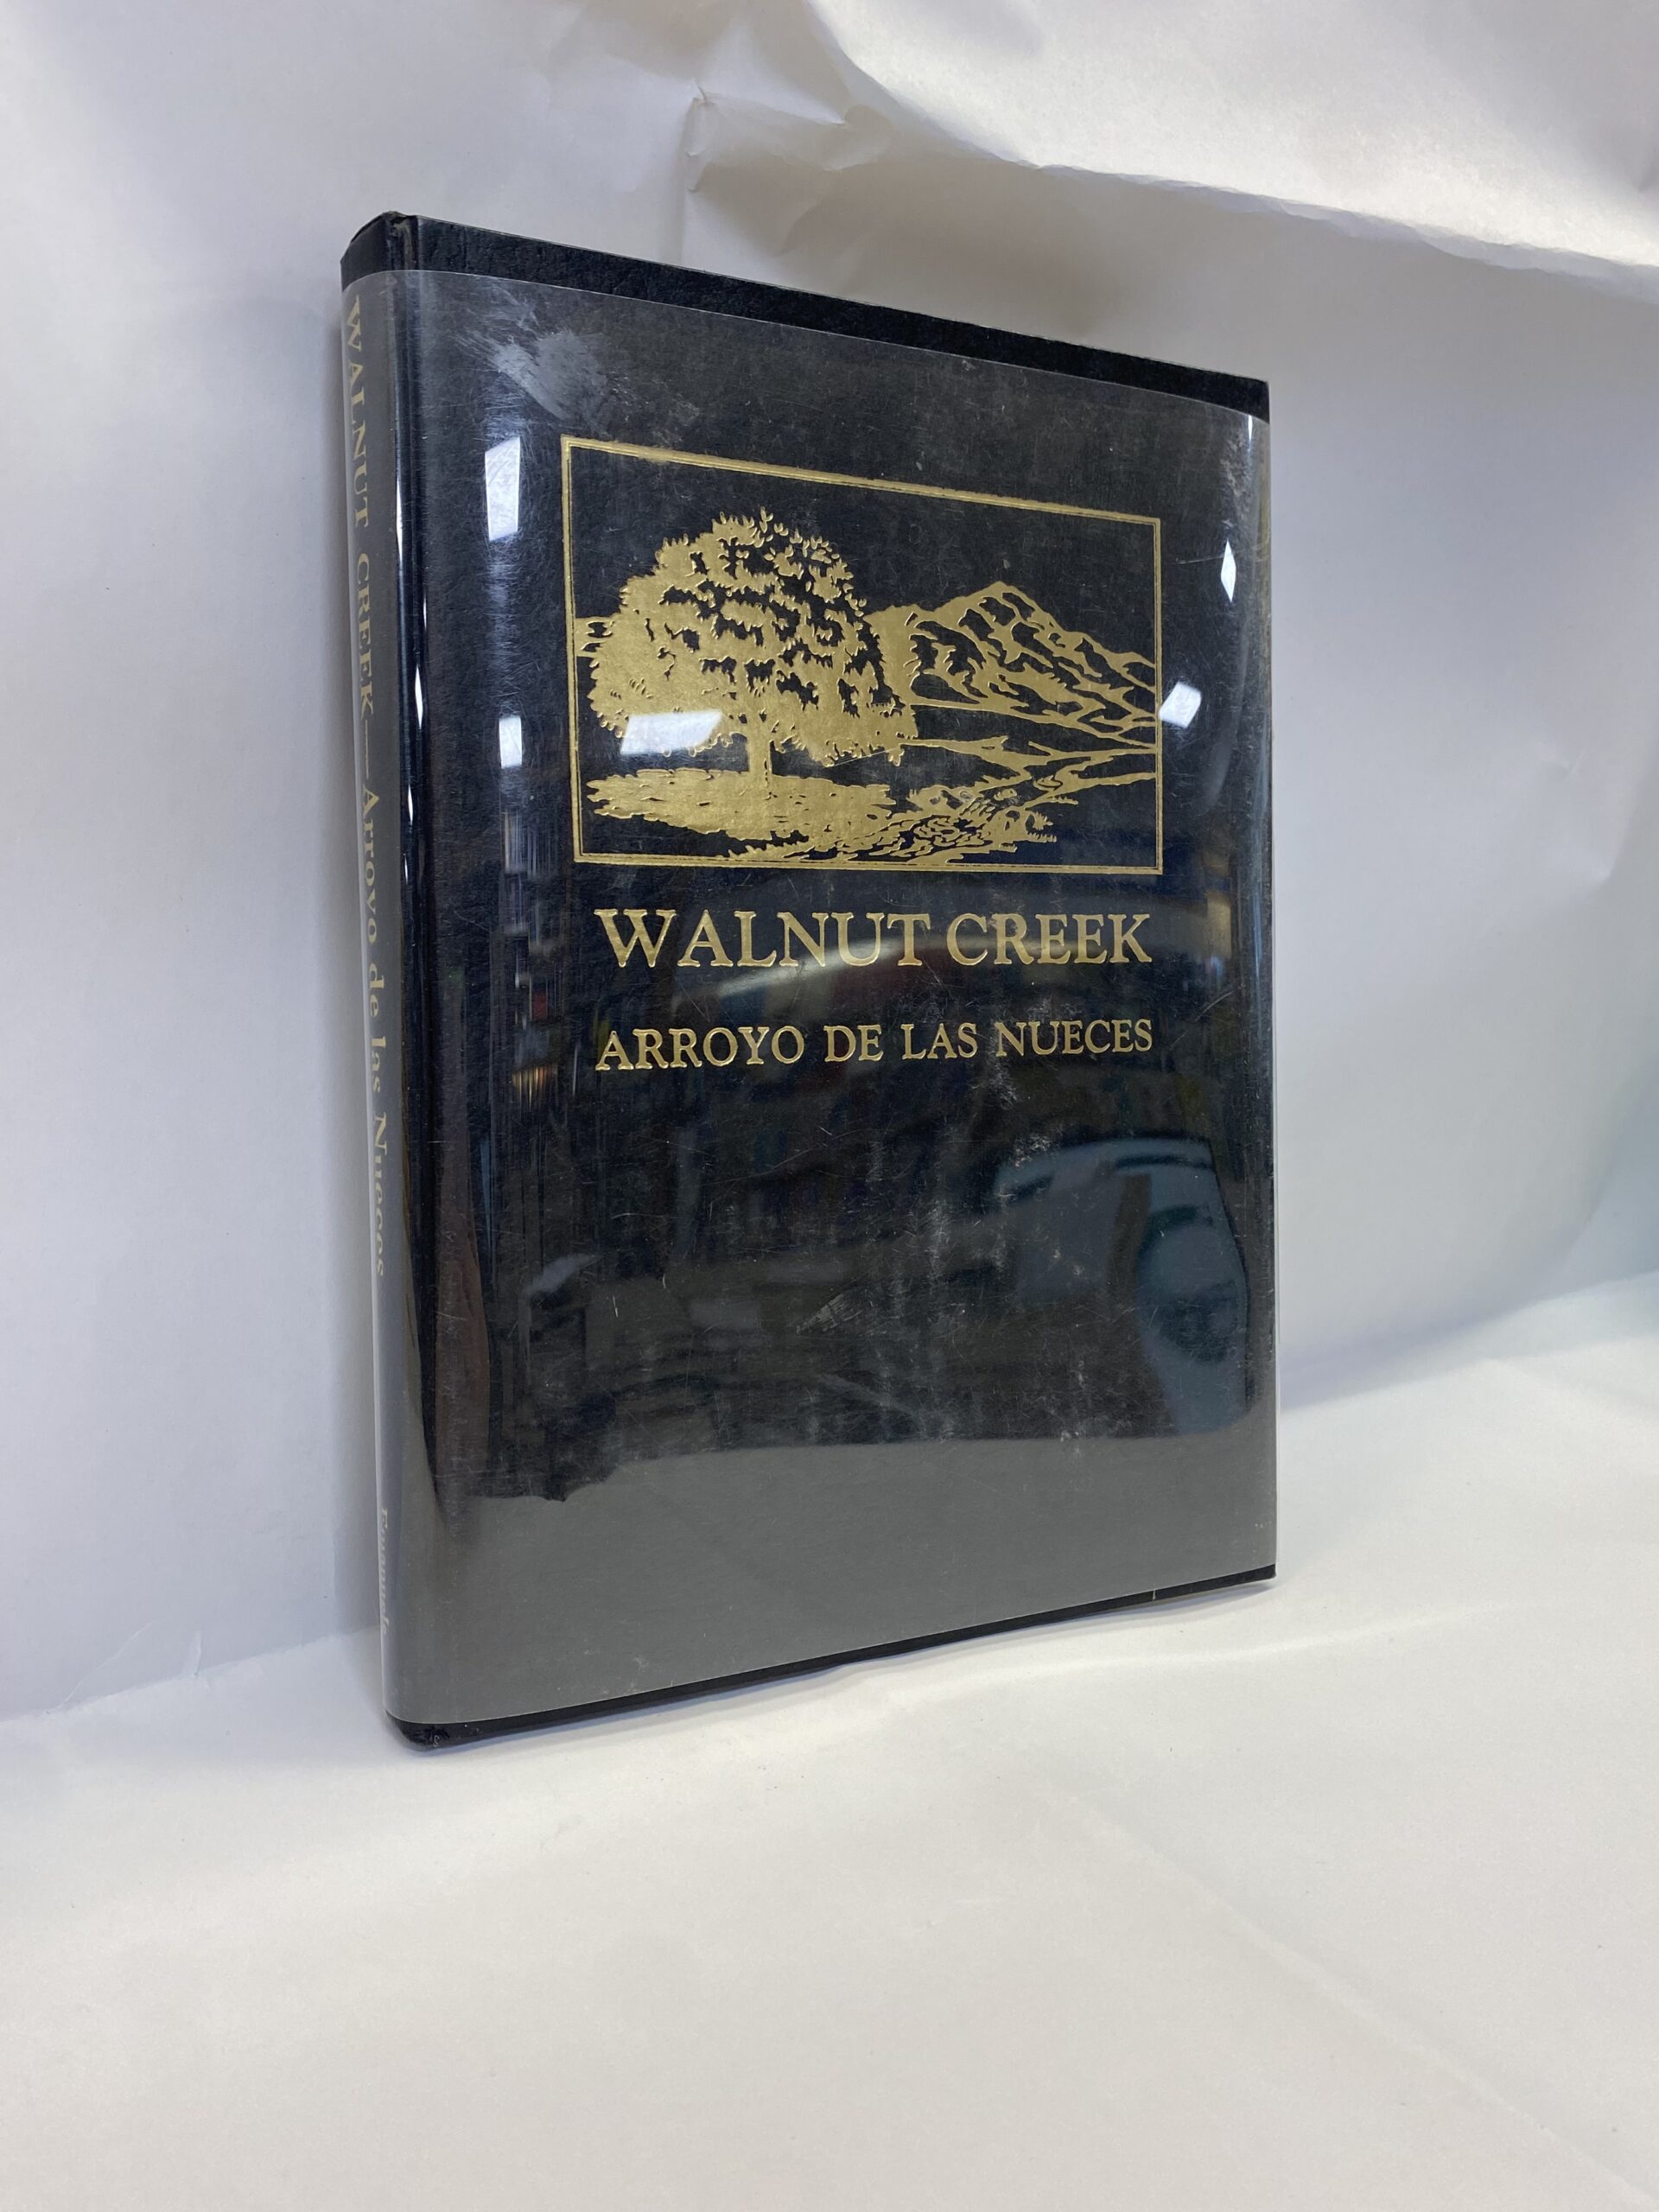 WALNUT CREEK
ARROYO DE LAS NUECES
WALNUT CREEK—Arroyo de las Nueces